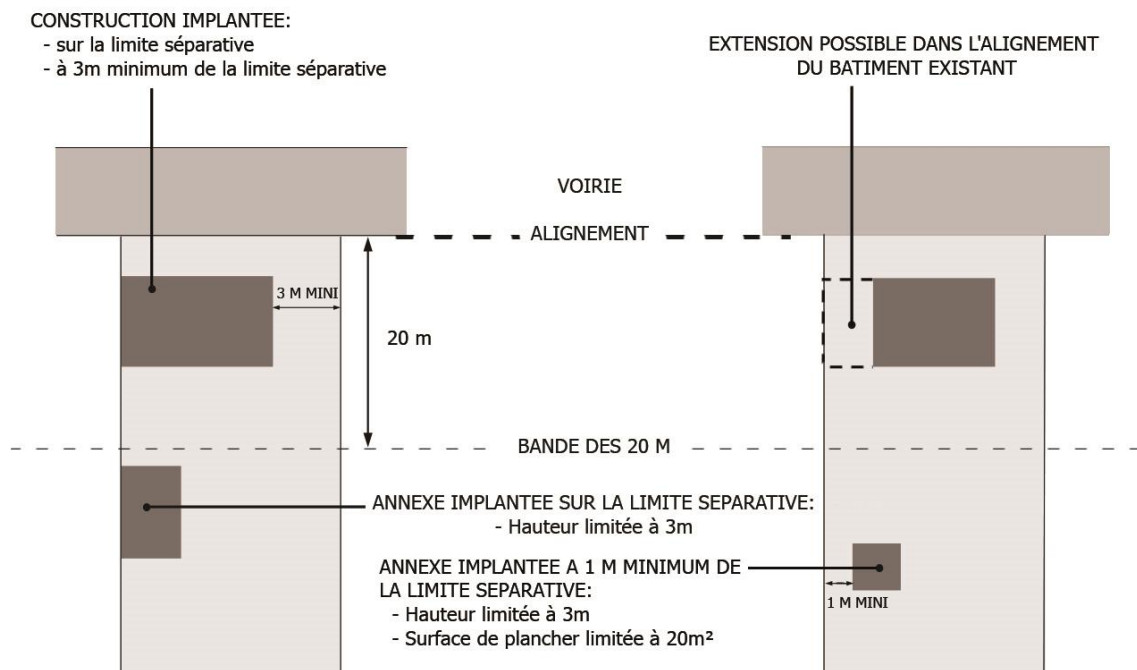 CONSTRUCTION IMPLANTEE:
- sur la limite séparative
- à 3m minimum de la limite séparative
EXTENSION POSSIBLE DANS L'ALIGNEMENT
DU BATIMENT EXISTANT
VOIRIE
ALIGNEMENT
3 M MINI
20 m
BANDE DES 20 M
ANNEXE IMPLANTEE SUR LA LIMITE SEPARATIVE:
- Hauteur limitée à 3m
ANNEXE IMPLANTEE A 1 M MINIMUM DE
LA LIMITE SEPARATIVE:
- Hauteur limitée à 3m
- Surface de plancher limitée à 20m²
1 M MINI